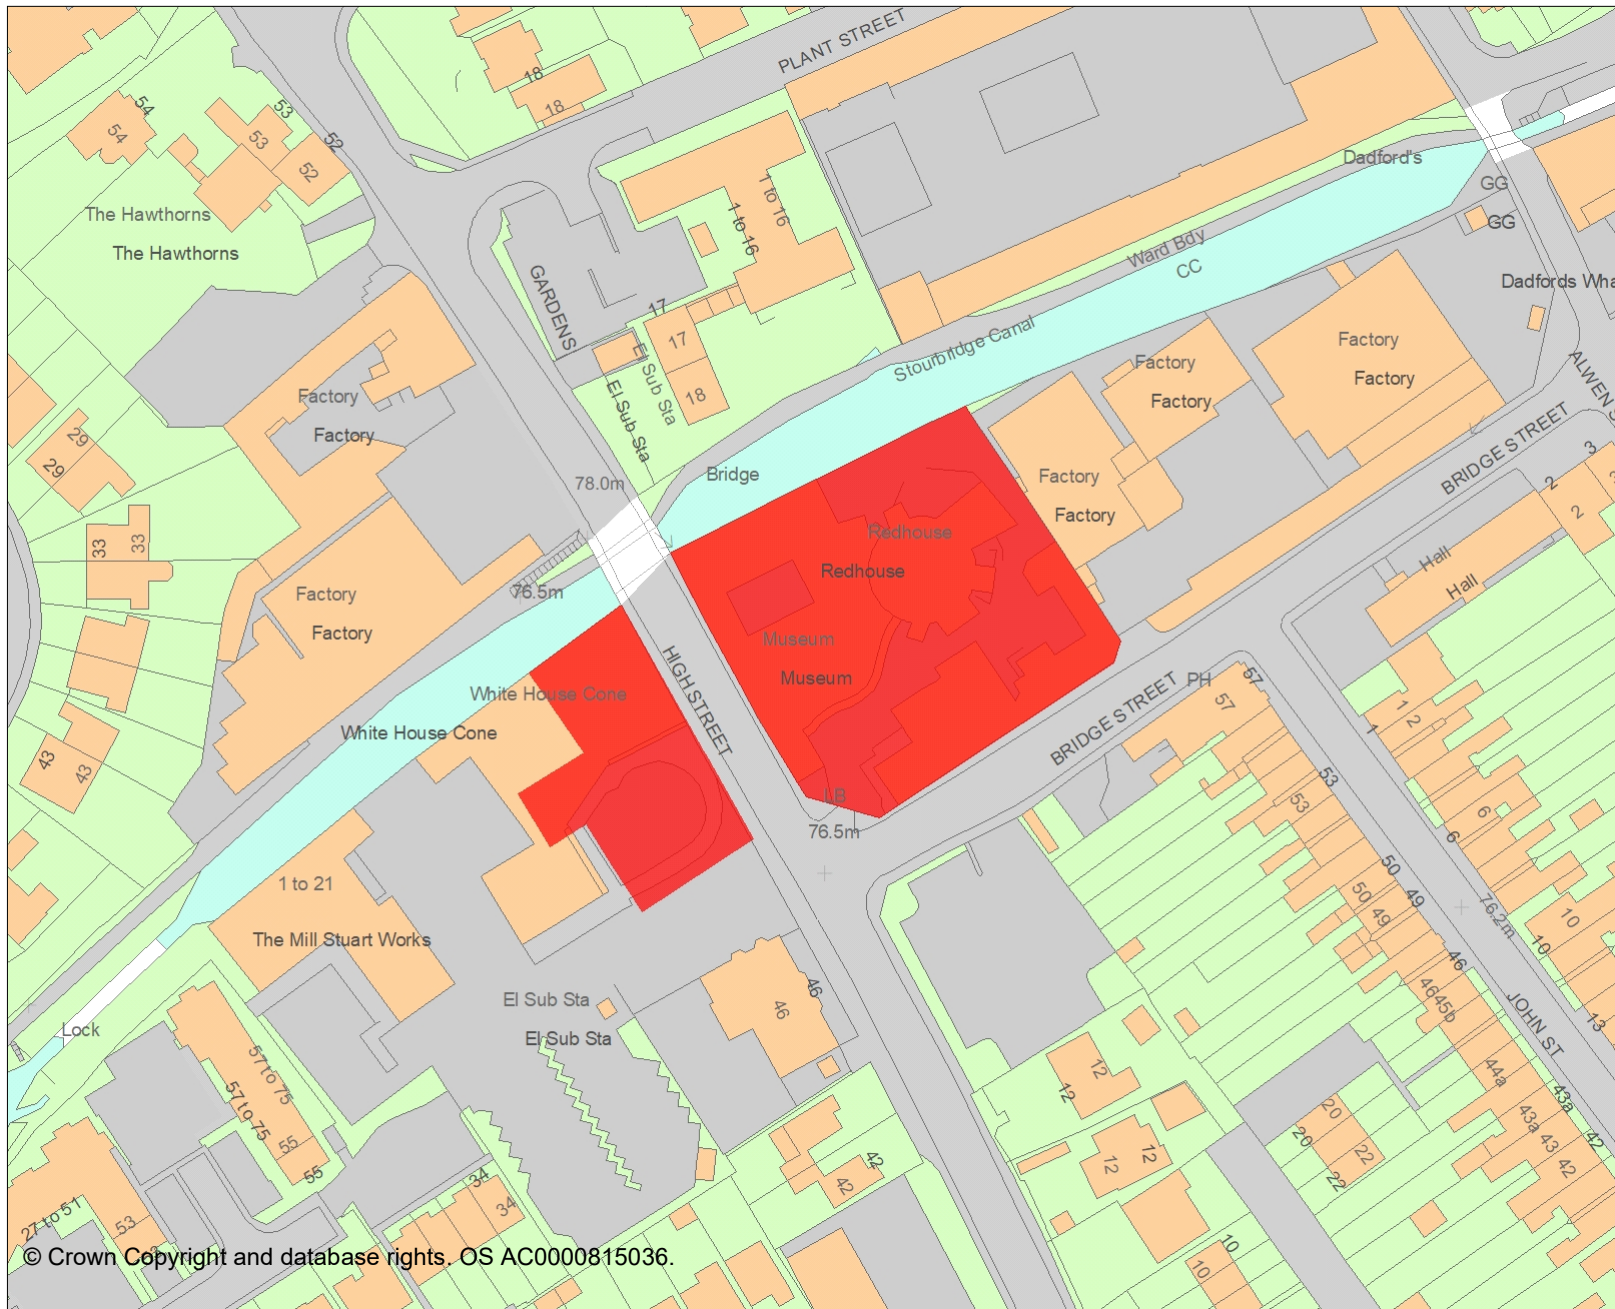 PLANT STREET
18
18
54
54
53
53
52
52
The Hawthorns
The Hawthorns
1 to 16
1 to 16
Dadford's
GG
GG
Ward Bdy
CC
Dadfords Wha
GARDENS
17
17
18
El Sub Sta
El Sub Sta
Stourbridge Canal
Factory
Factory
Factory
Factory
Factory
Factory
ALWEN S
BRIDGE STREET
29
29
78.0m
Bridge
Factory
Factory
3
2
2
33
33
Redhouse
Redhouse
Hall
Hall
76.5m
Factory
Factory
Museum
Museum
HIGH STREET
White House Cone
White House Cone
BRIDGE STREET
PH
57
57
1
2
1
43
43
LB
76.5m
53
53
6
6
50
50
49
49
1 to 21
The Mill Stuart Works
76.2m
10
10
46
46
45b
El Sub Sta
El Sub Sta
46
46
JOHN ST
13
Lock
57 to 75
57 to 75
55
55
12
12
12
12
44a
43a
43a
43
42
42
20
20
22
22
42
42
34
34
27 to 51
53
10
10
© Crown Copyright and database rights. OS AC0000815036.